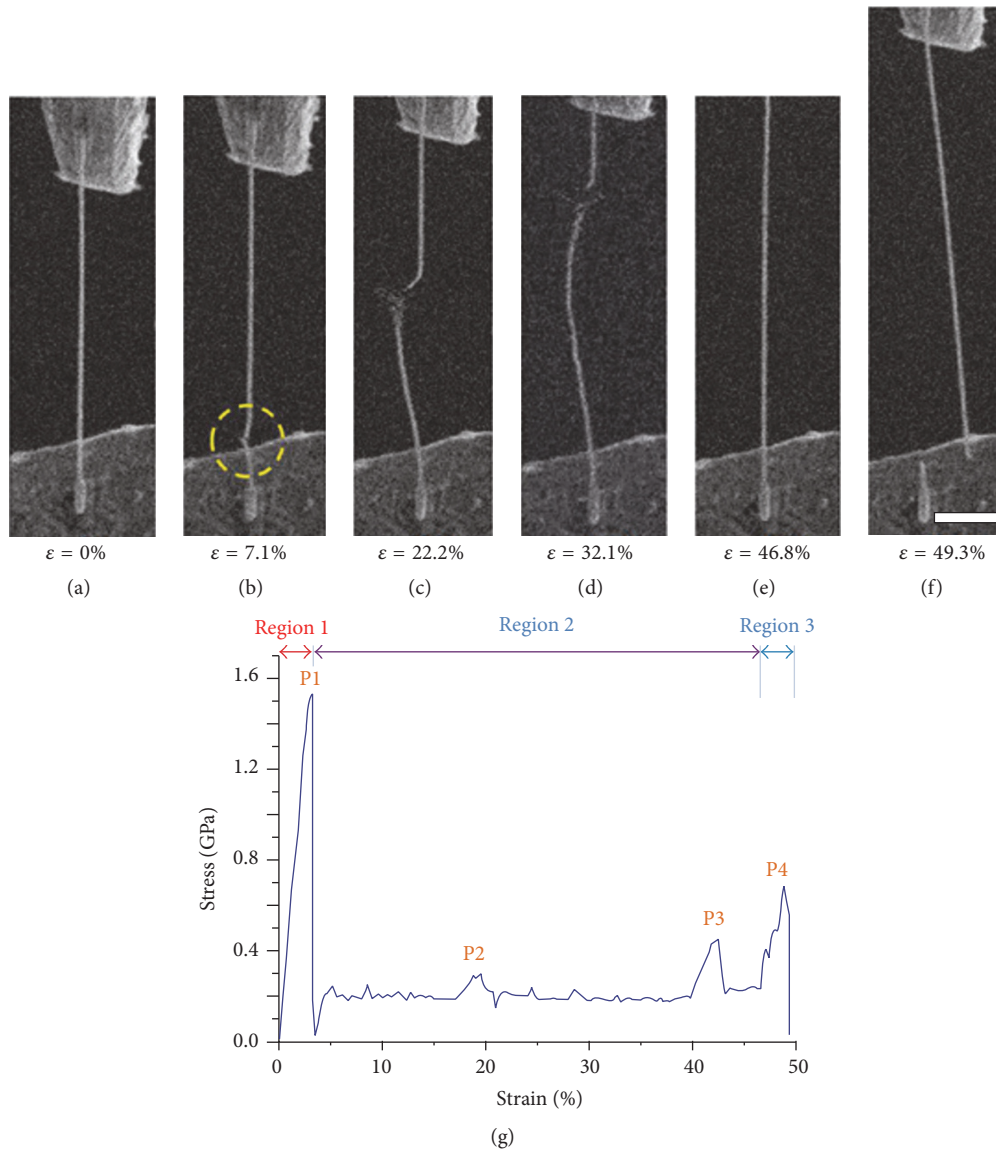 ε = 0%
ε = 7.1%
ε = 22.2%
ε = 32.1%
ε = 46.8%
ε = 49.3%
(a)
(b)
(c)
(d)
(e)
(f)
Region 1
Region 2
Region 3
P1
P2
P3
P4
1.6
1.2
0.8
0.4
0.0
Stress (GPa)
0
10
20
30
40
50
Strain (%)
(g)